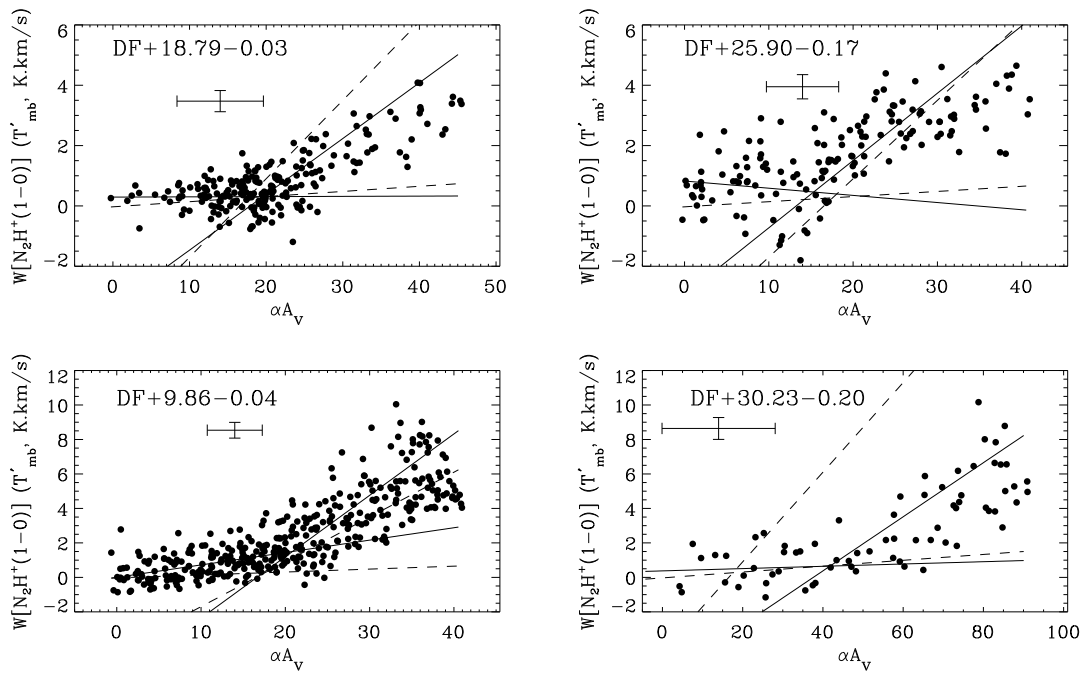 DF+18.79−0.03
W[N₂H⁺(1−0)] (T′mb, K.km/s)
6
4
2
0
−2
0 10 20 30 40 50
αAv
DF+25.90−0.17
W[N₂H⁺(1−0)] (T′mb, K.km/s)
6
4
2
0
−2
0 10 20 30 40
αAv
DF+9.86−0.04
W[N₂H⁺(1−0)] (T′mb, K.km/s)
12
10
8
6
4
2
0
−2
0 10 20 30 40
αAv
DF+30.23−0.20
W[N₂H⁺(1−0)] (T′mb, K.km/s)
12
10
8
6
4
2
0
−2
0 20 40 60 80 100
αAv